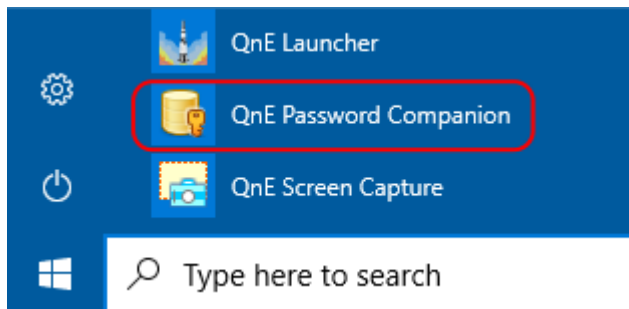 QnE Launcher
QnE Password Companion
QnE Screen Capture
Type here to search